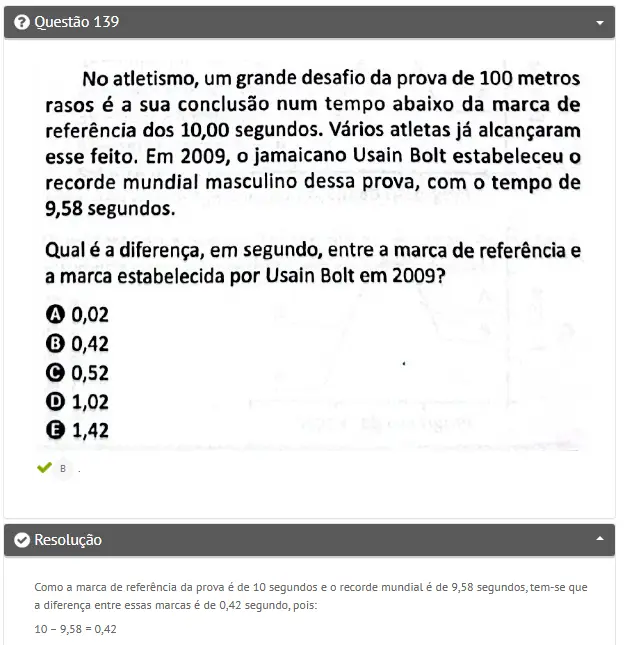 Questão 139
No atletismo, um grande desafio da prova de 100 metros
rasos é a sua conclusão num tempo abaixo da marca de
referência dos 10,00 segundos. Vários atletas já alcançaram
esse feito. Em 2009, o jamaicano Usain Bolt estabeleceu o
recorde mundial masculino dessa prova, com o tempo de
9,58 segundos.
Qual é a diferença, em segundo, entre a marca de referência e
a marca estabelecida por Usain Bolt em 2009?
A 0,02
B 0,42
C 0,52
D 1,02
E 1,42
B .
Resolução
Como a marca de referência da prova é de 10 segundos e o recorde mundial é de 9,58 segundos, tem-se que
a diferença entre essas marcas é de 0,42 segundo, pois:
10 – 9,58 = 0,42